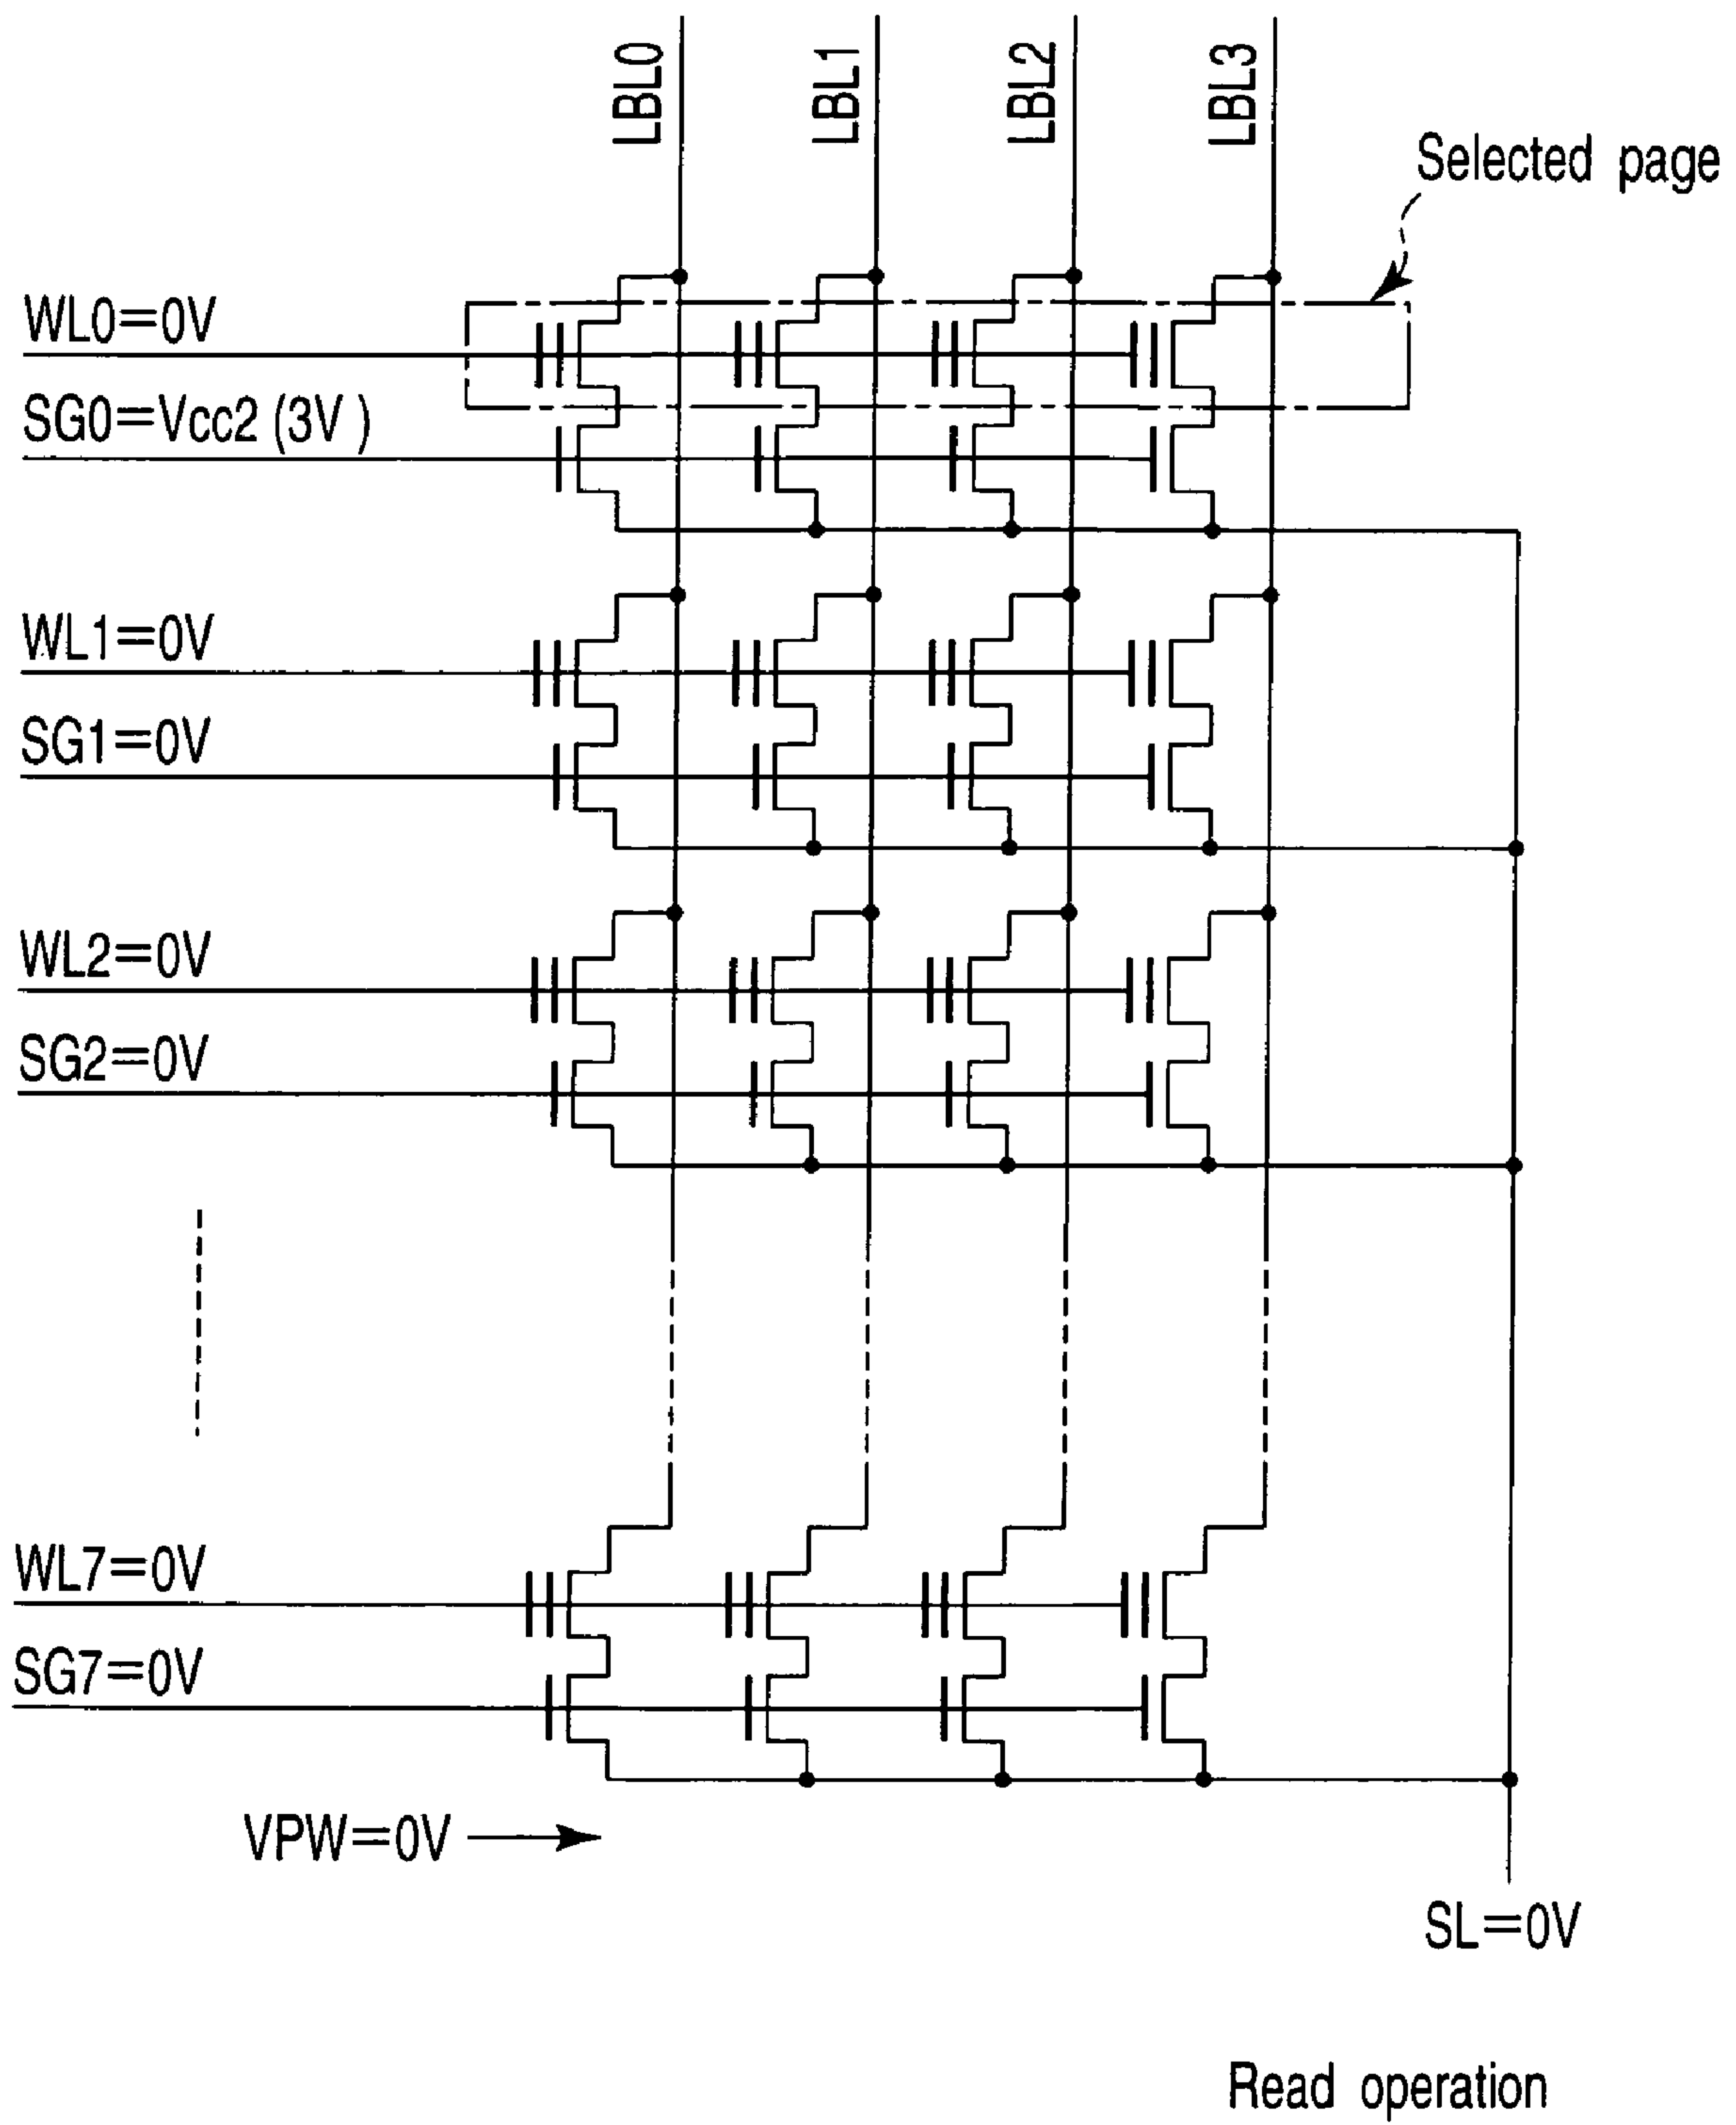 LBL0
LBL1
LBL2
LBL3
Selected page
WL0=0V
SG0=Vcc2 (3V)
WL1=0V
SG1=0V
WL2=0V
SG2=0V
WL7=0V
SG7=0V
VPW=0V
SL=0V
Read operation